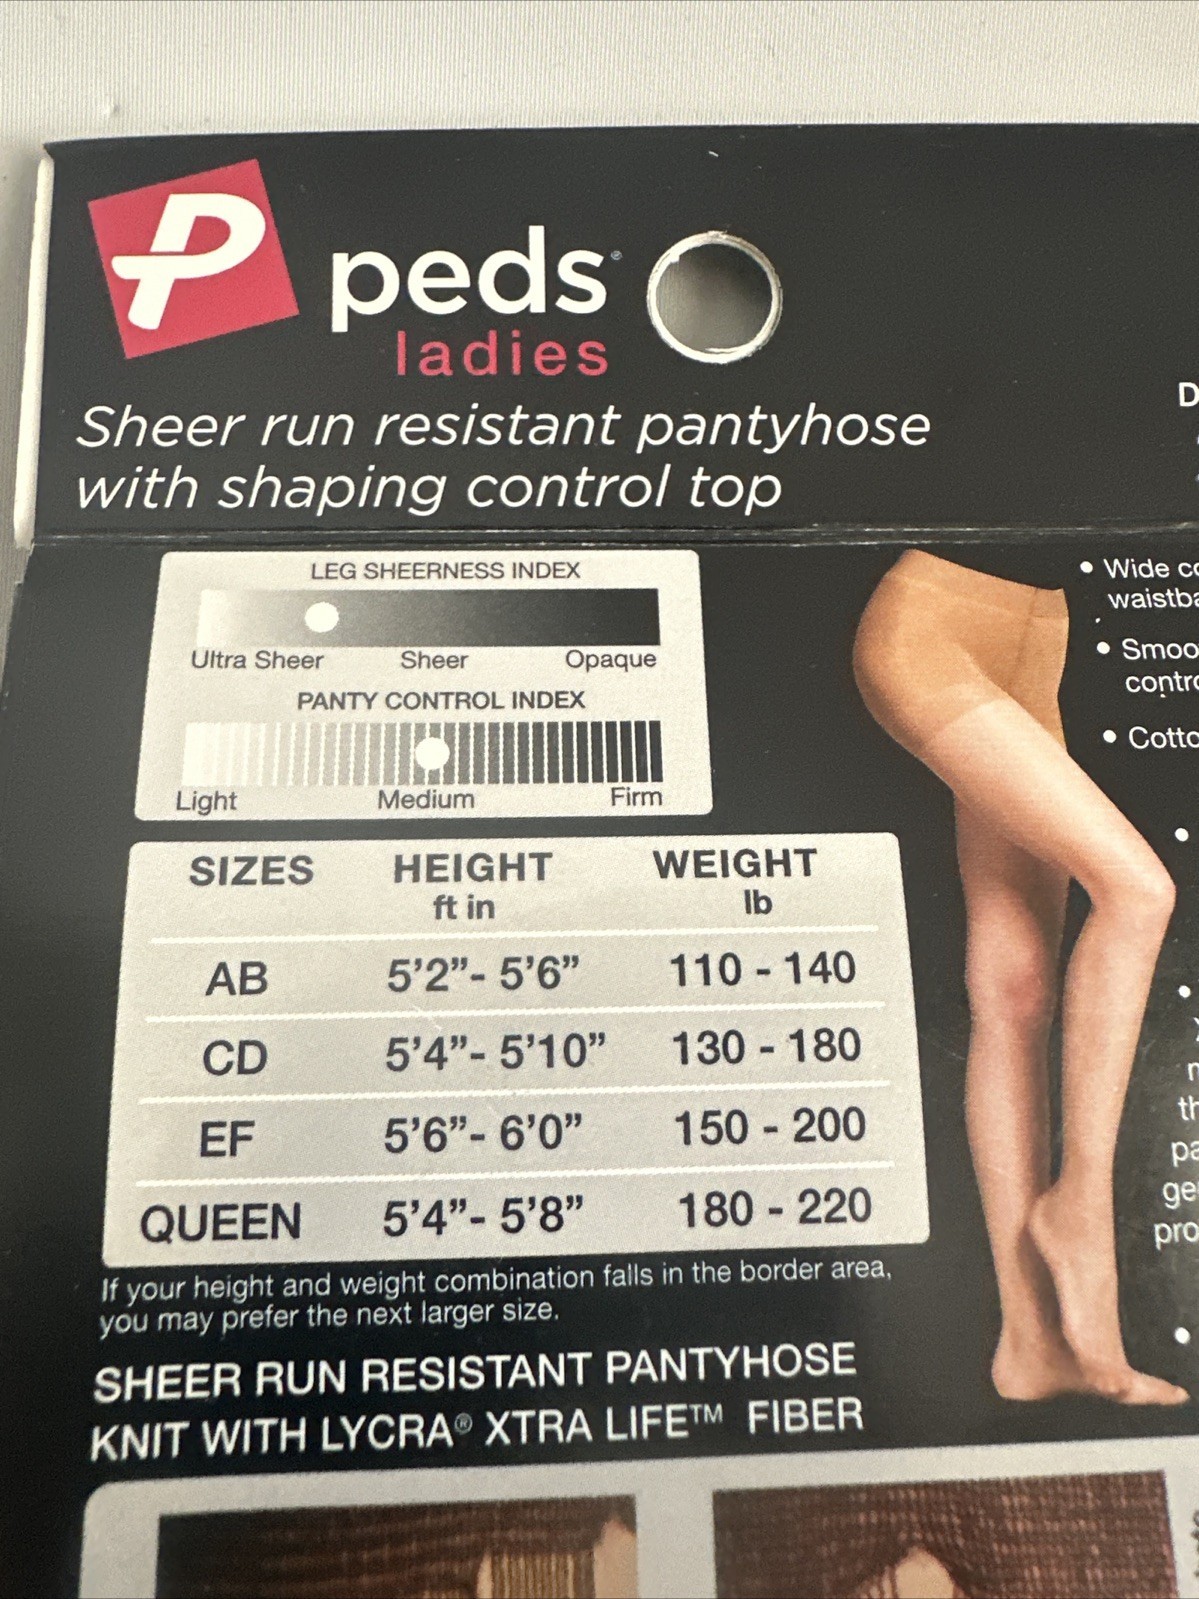 P
peds®
ladies
Sheer run resistant pantyhose
with shaping control top
D
LEG SHEERNESS INDEX
Ultra Sheer Sheer Opaque
PANTY CONTROL INDEX
Light Medium Firm
SIZES HEIGHT WEIGHT
ft in lb
AB 5'2”- 5'6” 110 - 140
CD 5'4”- 5'10” 130 - 180
EF 5'6”- 6'0” 150 - 200
QUEEN 5'4”- 5'8” 180 - 220
If your height and weight combination falls in the border area,
you may prefer the next larger size.
SHEER RUN RESISTANT PANTYHOSE
KNIT WITH LYCRA® XTRA LIFE™ FIBER
• Wide
•